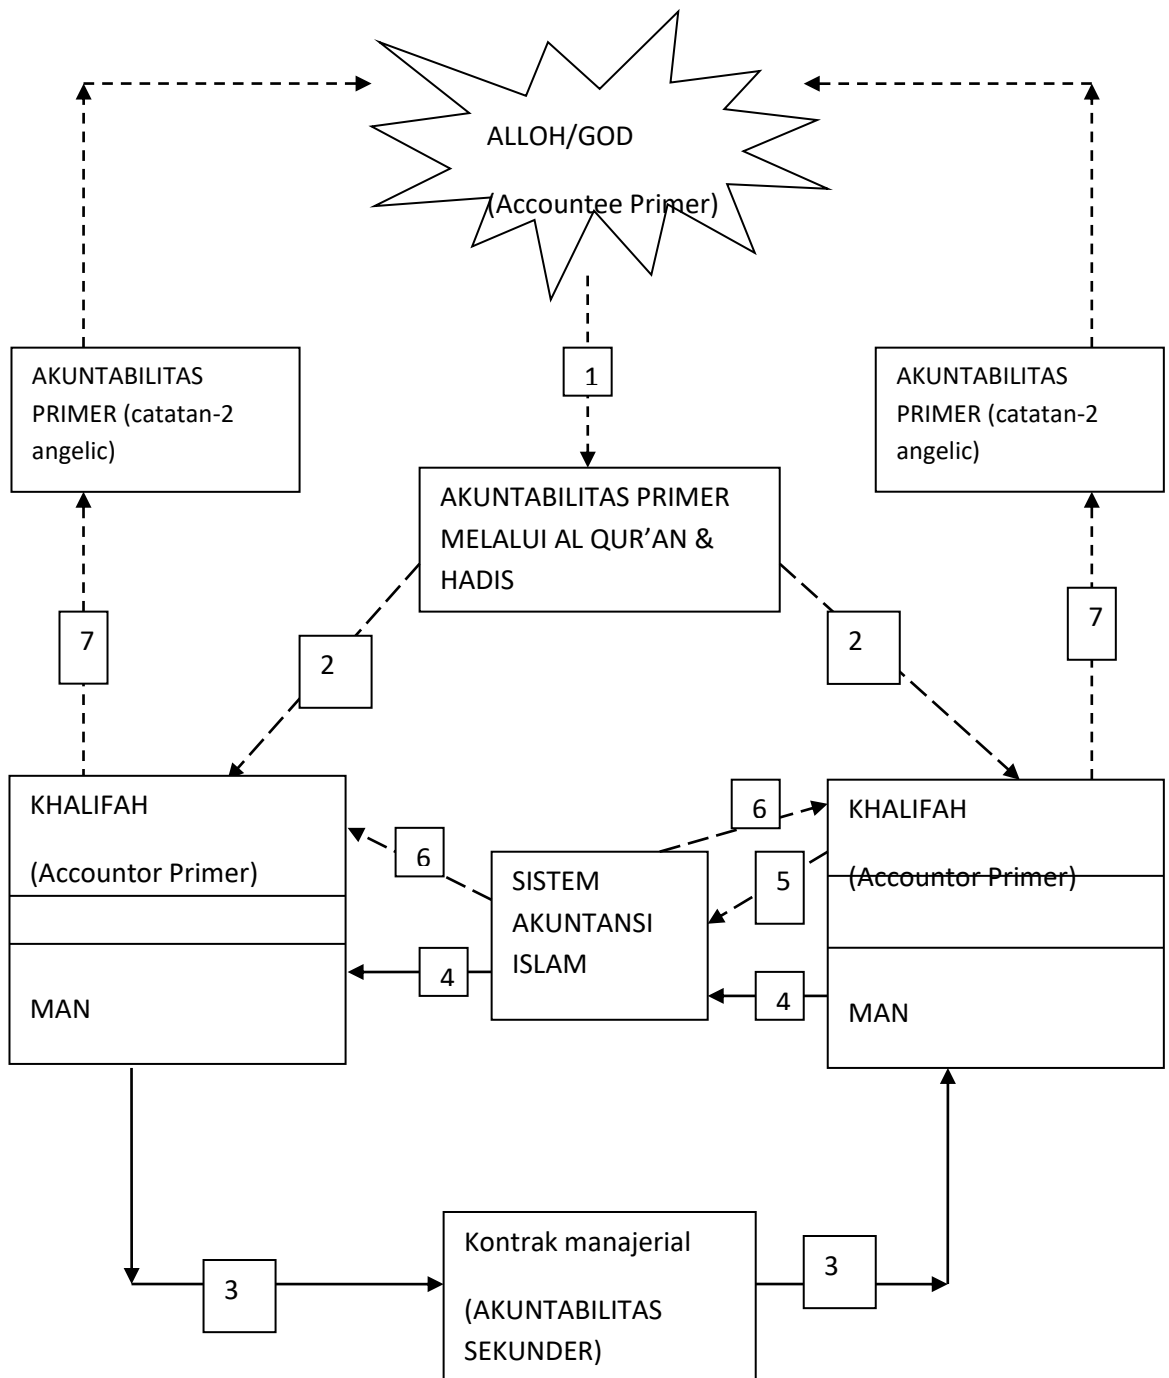 ALLOH/GOD
(Accountee Primer)
1
AKUNTABILITAS
PRIMER (catatan-2
angelic)
AKUNTABILITAS
PRIMER (catatan-2
angelic)
AKUNTABILITAS PRIMER
MELALUI AL QUR’AN &
HADIS
7
2
2
7
KHALIFAH
(Accountor Primer)
MAN
6
6
SISTEM
AKUNTANSI
ISLAM
5
4
4
KHALIFAH
(Accountor Primer)
MAN
3
Kontrak manajerial
(AKUNTABILITAS
SEKUNDER)
3